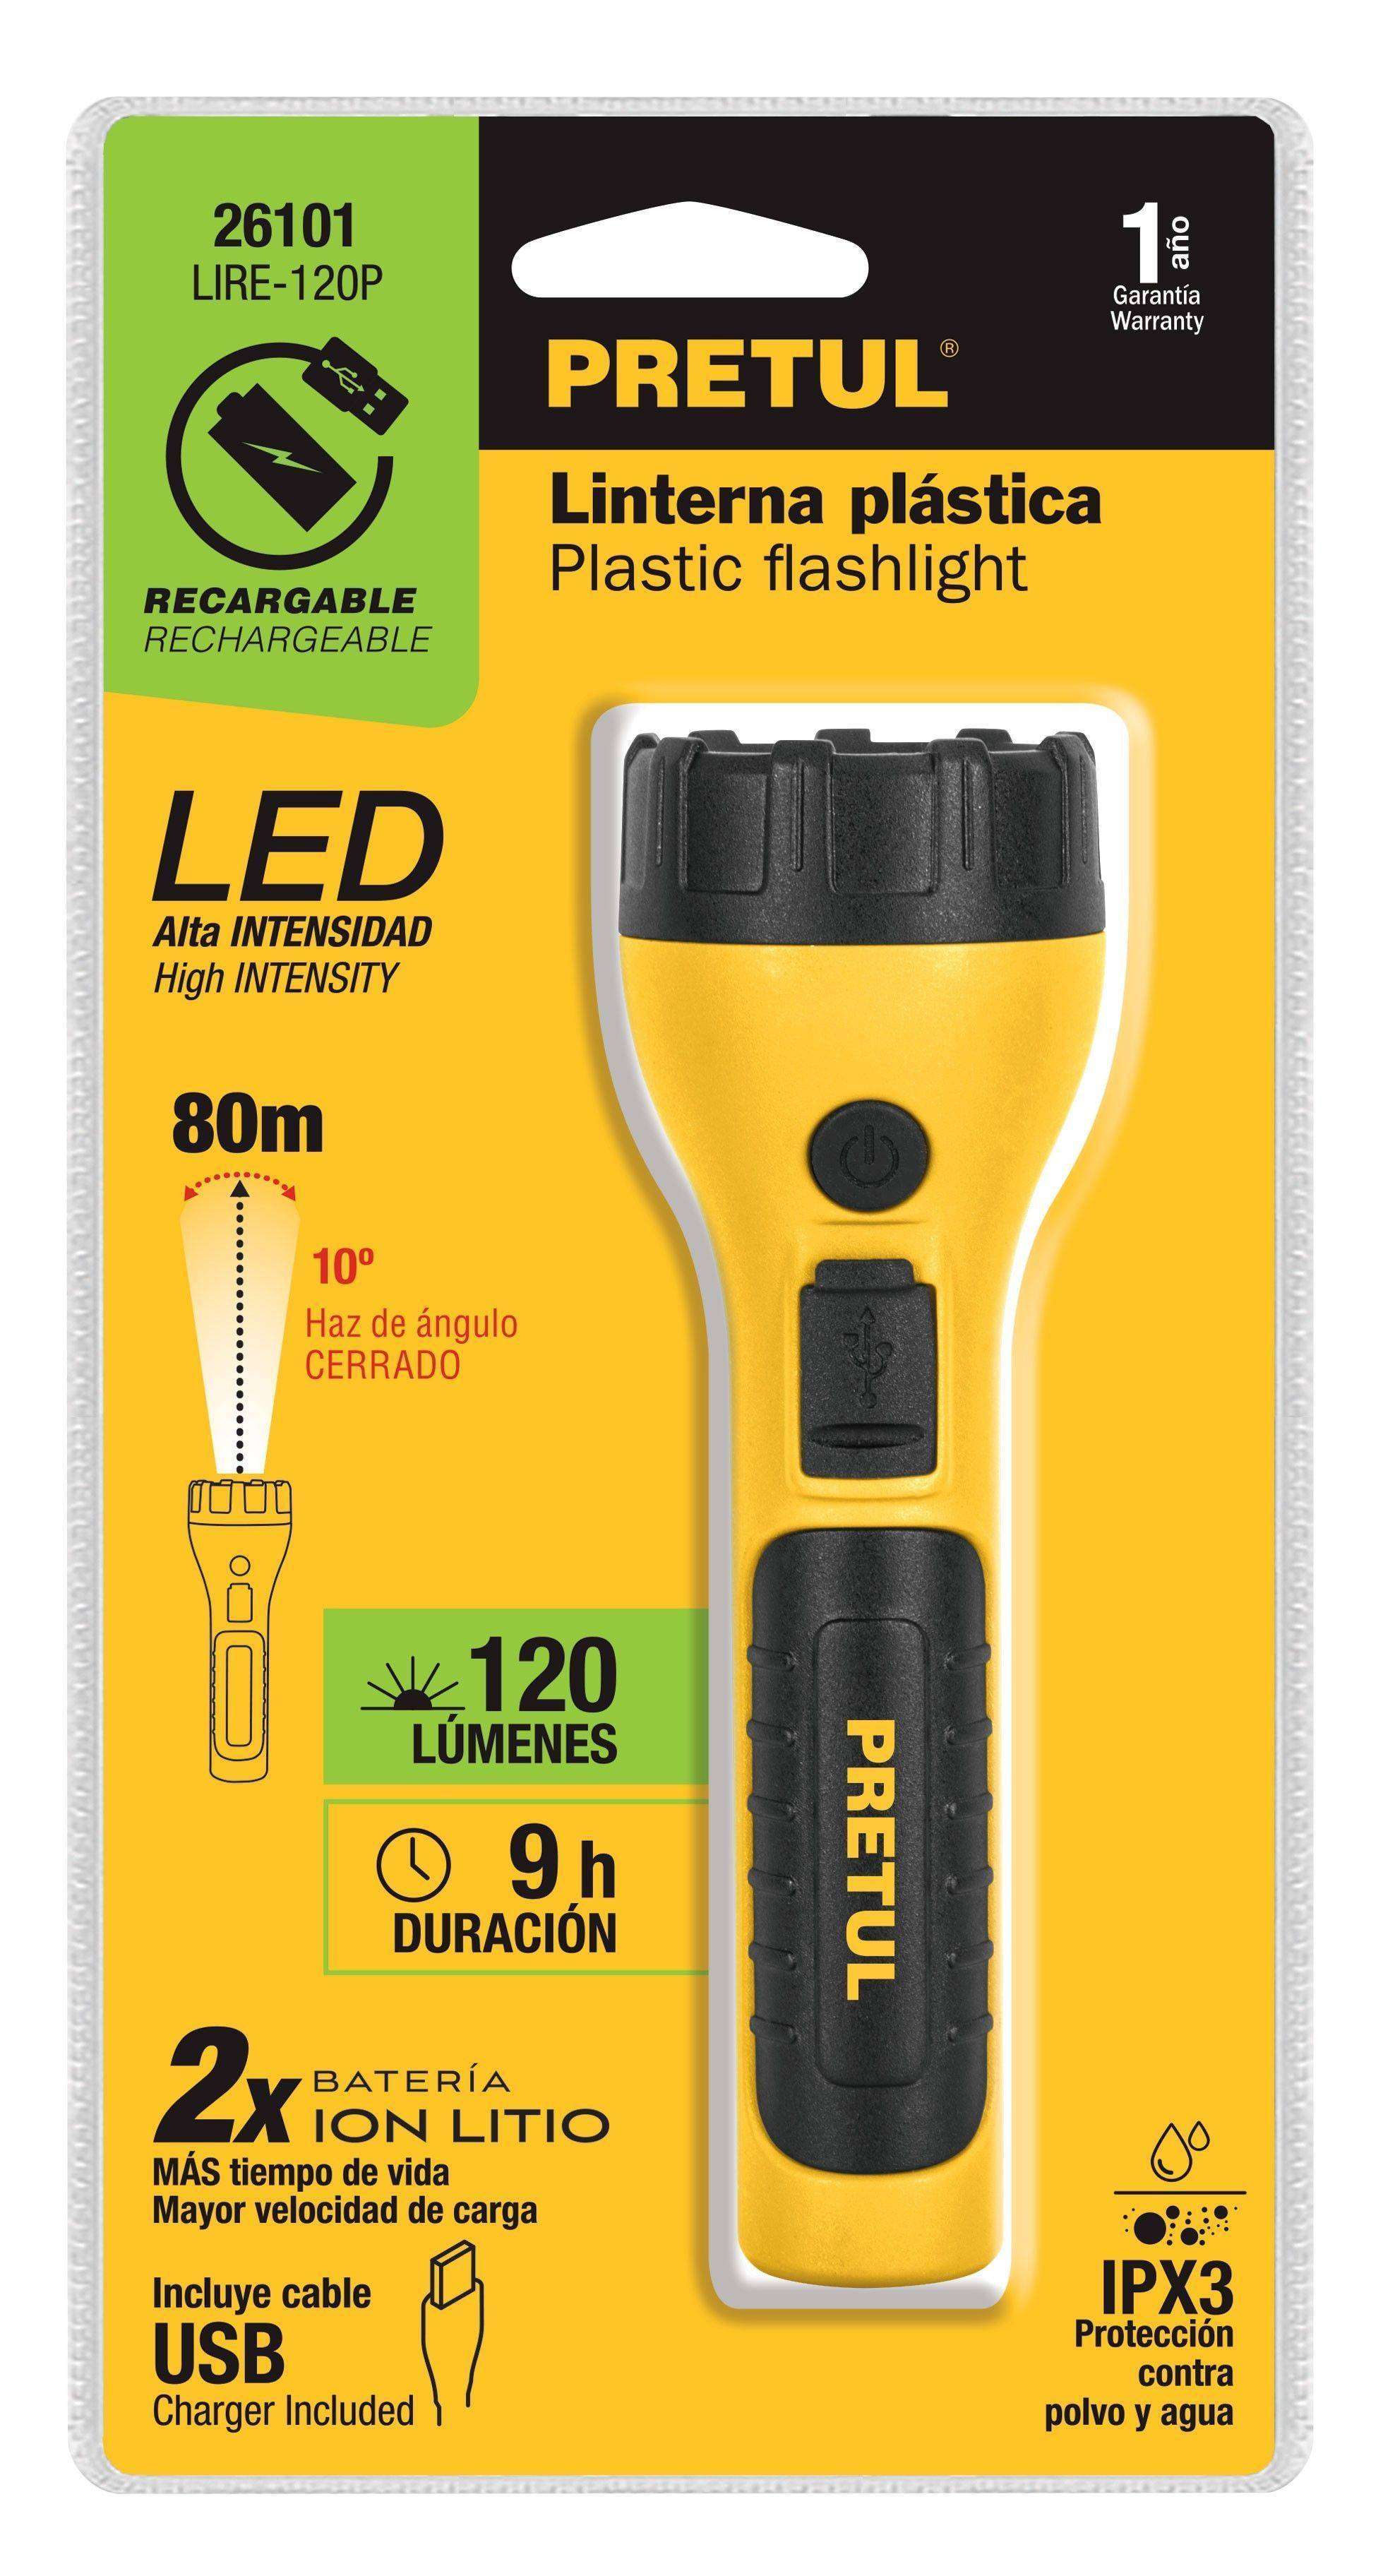 26101
LIRE-120P
RECARGABLE
RECHARGEABLE
1 año
Garantía
Warranty
PRETUL®
Linterna plástica
Plastic flashlight
LED
Alta INTENSIDAD
High INTENSITY
80m
10º
Haz de ángulo
CERRADO
120
LÚMENES
9 h
DURACIÓN
PRETUL
2x BATERÍA
ION LITIO
MÁS tiempo de vida
Mayor velocidad de carga
Incluye cable
USB
Charger Included
IPX3
Protección
contra
polvo y agua